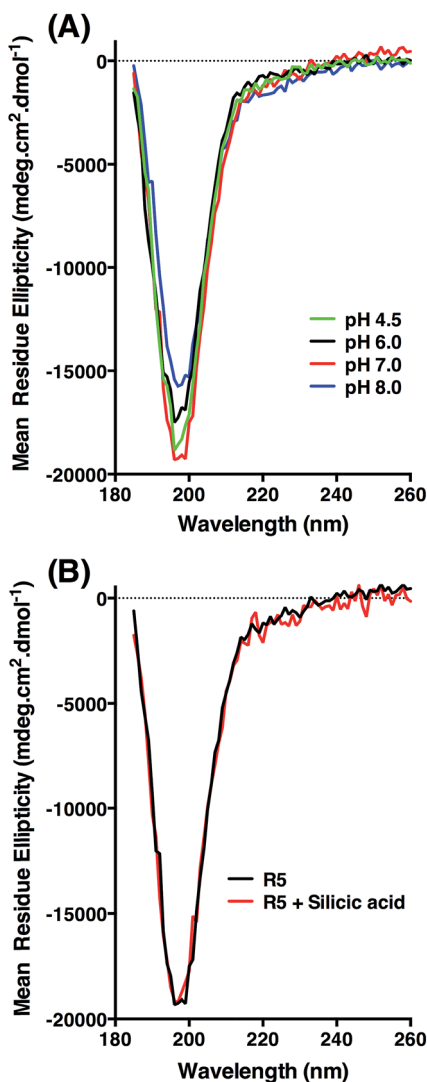 (A)
Mean Residue Ellipticity (mdeg.cm².dmol⁻¹)
0
-5000
-10000
-15000
-20000
pH 4.5
pH 6.0
pH 7.0
pH 8.0
180 200 220 240 260
Wavelength (nm)
(B)
Mean Residue Ellipticity (mdeg.cm².dmol⁻¹)
0
-5000
-10000
-15000
-20000
R5
R5 + Silicic acid
180 200 220 240 260
Wavelength (nm)